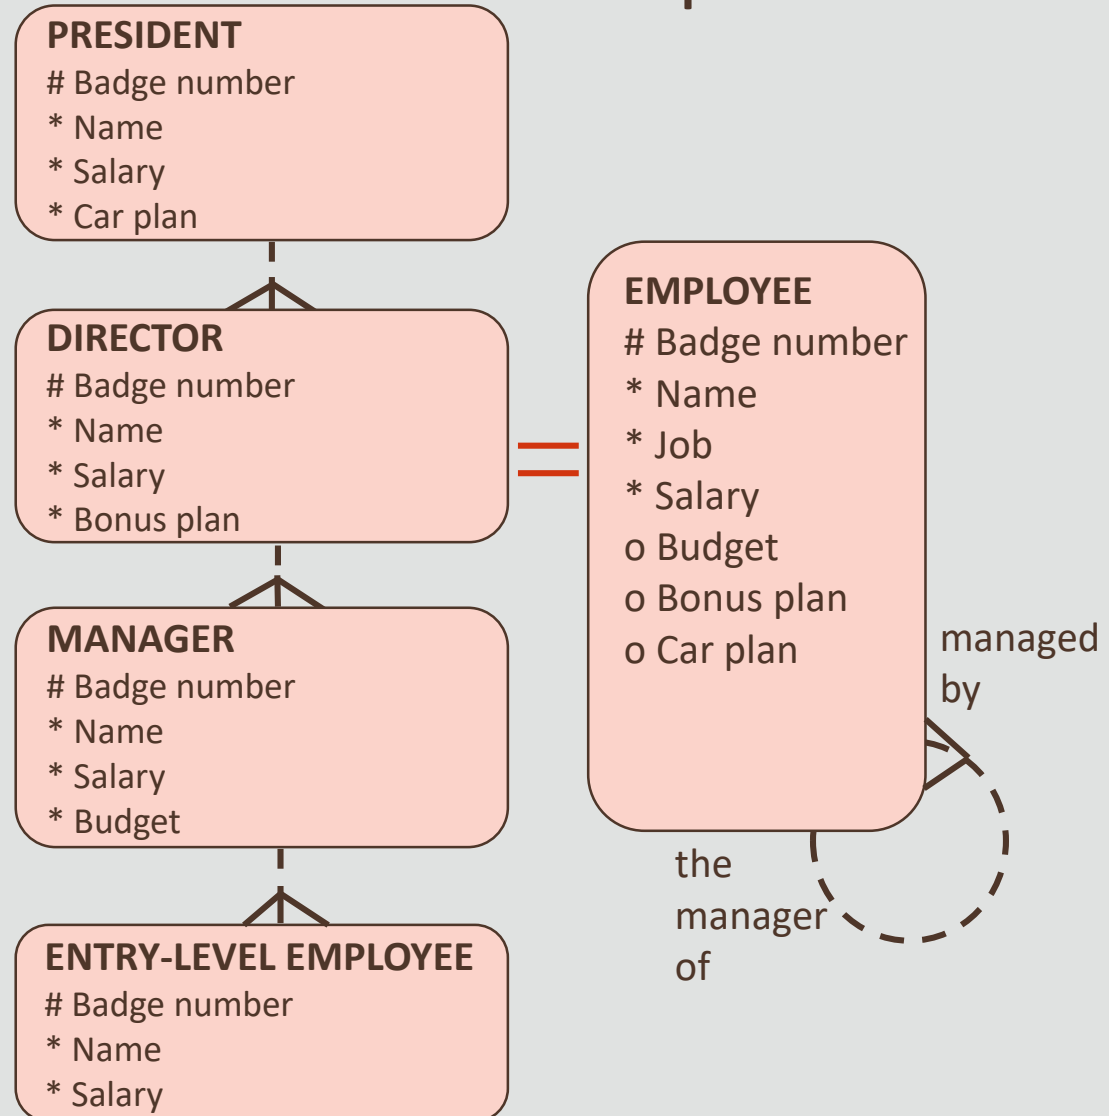 PRESIDENT
# Badge number
* Name
* Salary
* Car plan
DIRECTOR
# Badge number
* Name
* Salary
* Bonus plan
MANAGER
# Badge number
* Name
* Salary
* Budget
ENTRY-LEVEL EMPLOYEE
# Badge number
* Name
* Salary
EMPLOYEE
# Badge number
* Name
* Job
* Salary
o Budget
o Bonus plan
o Car plan
managed
by
the
manager
of